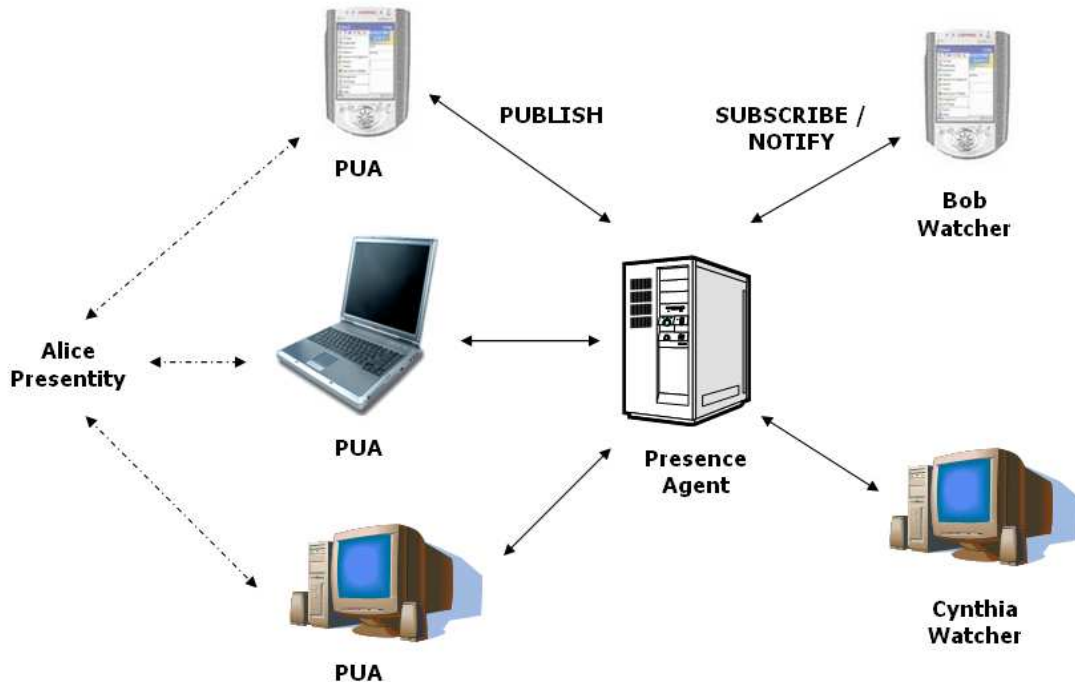 PUBLISH
SUBSCRIBE /
NOTIFY
PUA
Bob
Watcher
Alice
Presentity
PUA
Presence
Agent
Cynthia
Watcher
PUA